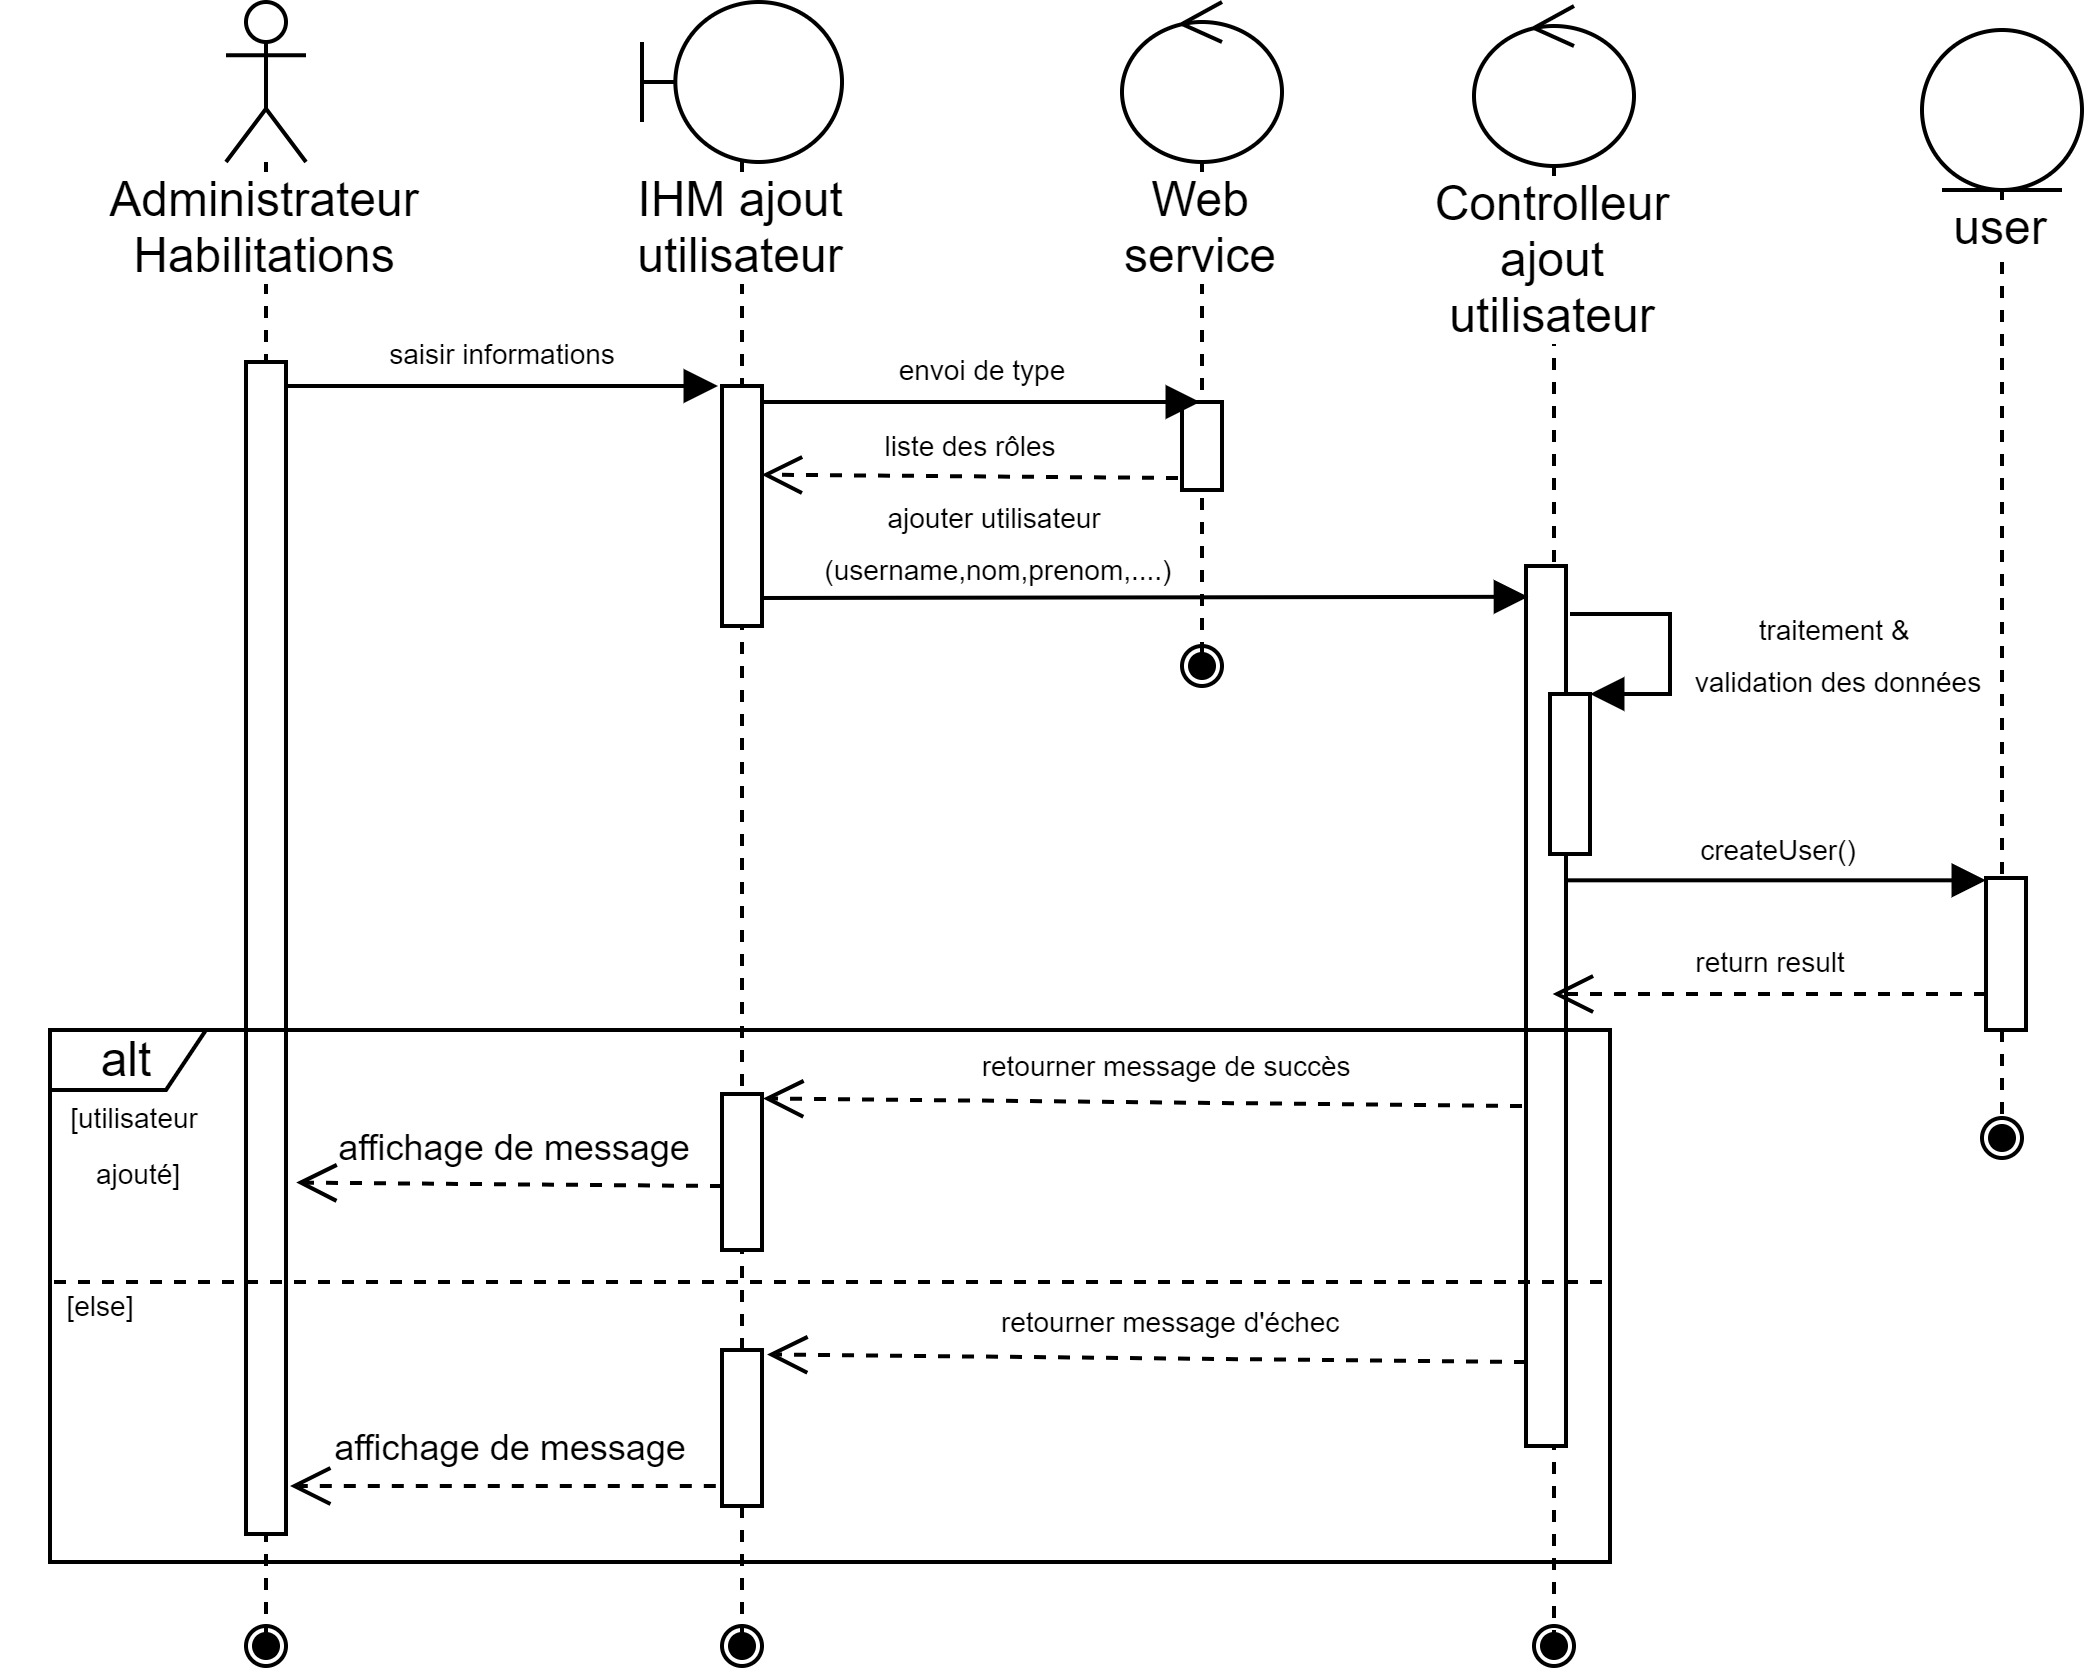 Administrateur
Habilitations
IHM ajout
utilisateur
Web
service
Controlleur
ajout
utilisateur
user
saisir informations
envoi de type
liste des rôles
ajouter utilisateur
(username,nom,prenom,....)
traitement &
validation des données
createUser()
return result
alt
[utilisateur
ajouté]
retourner message de succès
affichage de message
[else]
retourner message d'échec
affichage de message